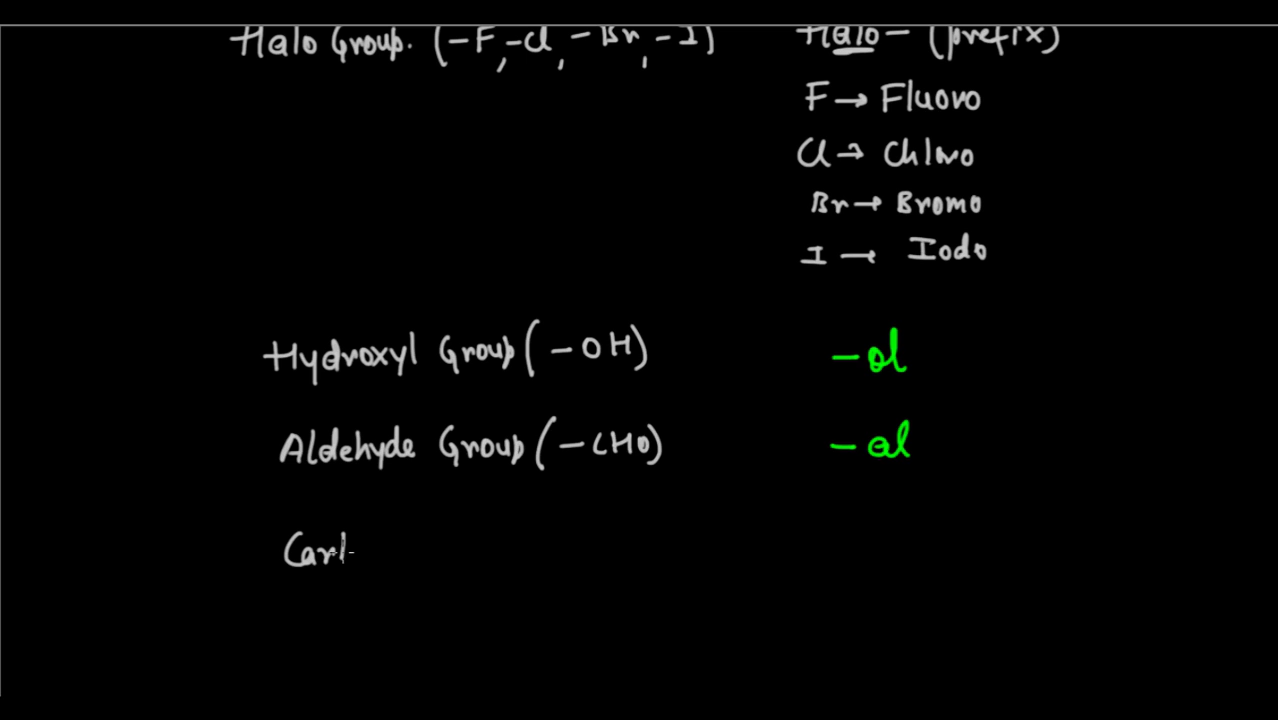 Halo Group. (-F, -Cl, -Br, -I) Halo- (prefix)
F → Fluoro
Cl → Chloro
Br → Bromo
I → Iodo
Hydroxyl Group (-OH) -ol
Aldehyde Group (-CHO) -al